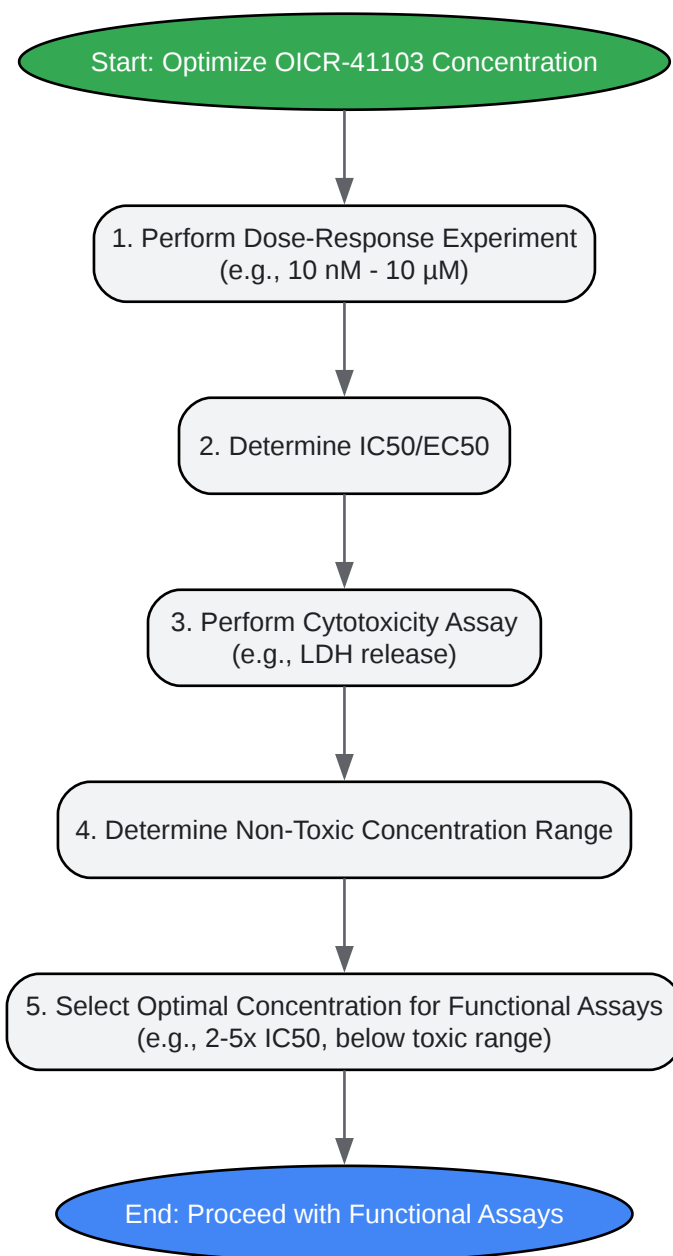 Start: Optimize OICR-41103 Concentration
1. Perform Dose-Response Experiment
(e.g., 10 nM - 10 µM)
2. Determine IC50/EC50
3. Perform Cytotoxicity Assay
(e.g., LDH release)
4. Determine Non-Toxic Concentration Range
5. Select Optimal Concentration for Functional Assays
(e.g., 2-5x IC50, below toxic range)
End: Proceed with Functional Assays